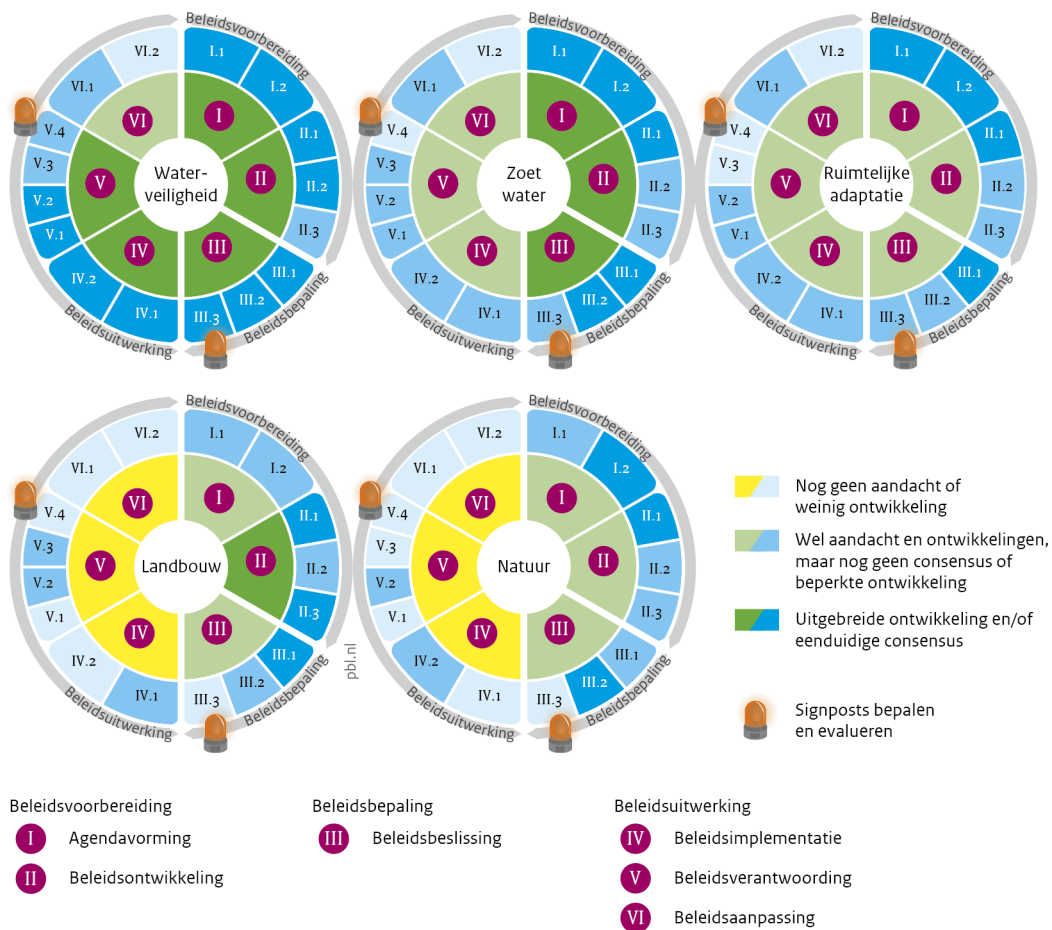 Beleidsvoorbereiding
VI.2
I.1
VI.1
I.2
VI
I
V.4
II.1
V.3
V
Water-
veiligheid
II
II.2
V.2
V.1
II.3
IV
III
IV.2
III.1
IV.1
III.2
III.3
Beleidsuitwerking
Beleidsbepaling
Beleidsvoorbereiding
VI.2
I.1
VI.1
I.2
VI
I
V.4
II.1
V.3
V
Zoet
water
II
II.2
V.2
V.1
II.3
IV
III
IV.2
III.1
IV.1
III.2
III.3
Beleidsuitwerking
Beleidsbepaling
Beleidsvoorbereiding
VI.2
I.1
VI.1
I.2
VI
I
V.4
II.1
V.3
V
Ruimtelijke
adaptatie
II
II.2
V.2
V.1
II.3
IV
III
IV.2
III.1
IV.1
III.2
III.3
Beleidsuitwerking
Beleidsbepaling
Beleidsvoorbereiding
VI.2
I.1
VI.1
I.2
VI
I
V.4
II.1
V.3
V
Landbouw
II
II.2
V.2
V.1
II.3
IV
III
IV.2
III.1
IV.1
III.2
III.3
Beleidsuitwerking
Beleidsbepaling
pbl.nl
Beleidsvoorbereiding
VI.2
I.1
VI.1
I.2
VI
I
V.4
II.1
V.3
V
Natuur
II
II.2
V.2
V.1
II.3
IV
III
IV.2
III.1
IV.1
III.2
III.3
Beleidsuitwerking
Beleidsbepaling
Nog geen aandacht of
weinig ontwikkeling
Wel aandacht en ontwikkelingen,
maar nog geen consensus of
beperkte ontwikkeling
Uitgebreide ontwikkeling en/of
eenduidige consensus
Signposts bepalen
en evalueren
Beleidsvoorbereiding
I Agendavorming
II Beleidsontwikkeling
Beleidsbepaling
III Beleidsbeslissing
Beleidsuitwerking
IV Beleidsimplementatie
V Beleidsverantwoording
VI Beleidsaanpassing